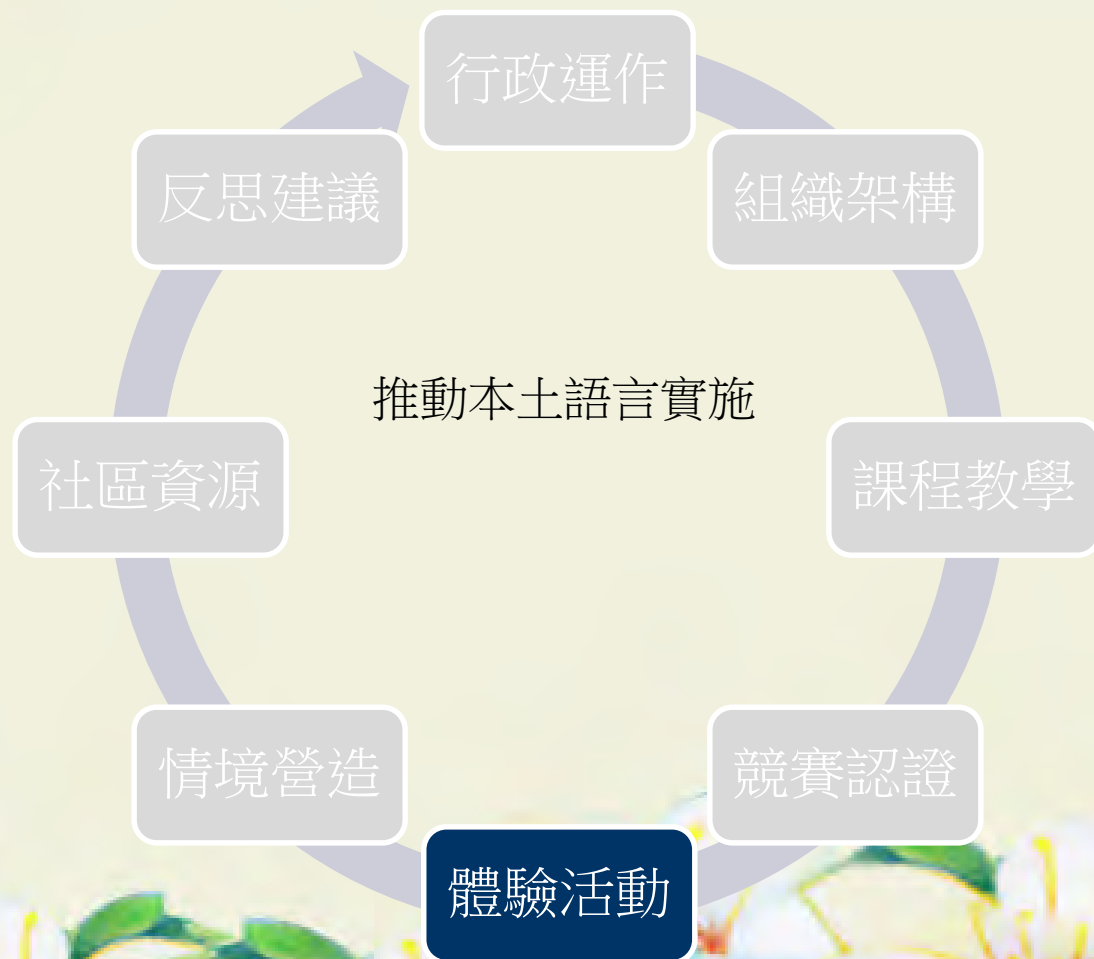 行政運作
組織架構
課程教學
競賽認證
體驗活動
情境營造
社區資源
反思建議
推動本土語言實施